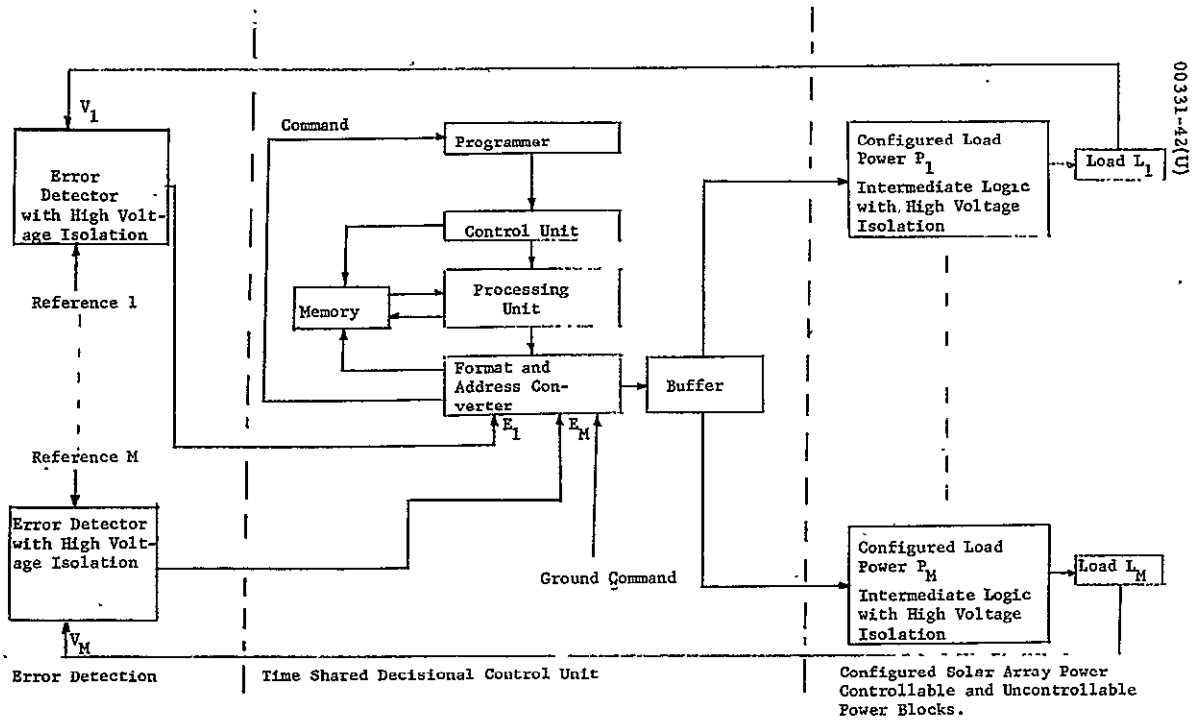 00331-42(U)
V1
Error
Detector
with High Volt-
age Isolation
Reference 1
Reference M
Error Detector
with High Volt-
age Isolation
VM
Error Detection
Command
Programmer
Control Unit
Processing
Unit
Memory
Format and
Address Con-
verter
E1
EM
Buffer
Ground Command
Time Shared Decisional Control Unit
Configured Load
Power P1
Intermediate Logic
with High Voltage
Isolation
Load L1
Configured Load
Power PM
Intermediate Logic
with High Voltage
Isolation
Load LM
Configured Solar Array Power
Controllable and Uncontrollable
Power Blocks.